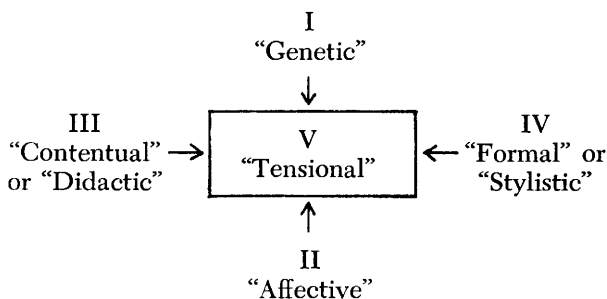 I
“Genetic”
III
“Contentual”
or “Didactic”
V
“Tensional”
IV
“Formal” or
“Stylistic”
II
“Affective”